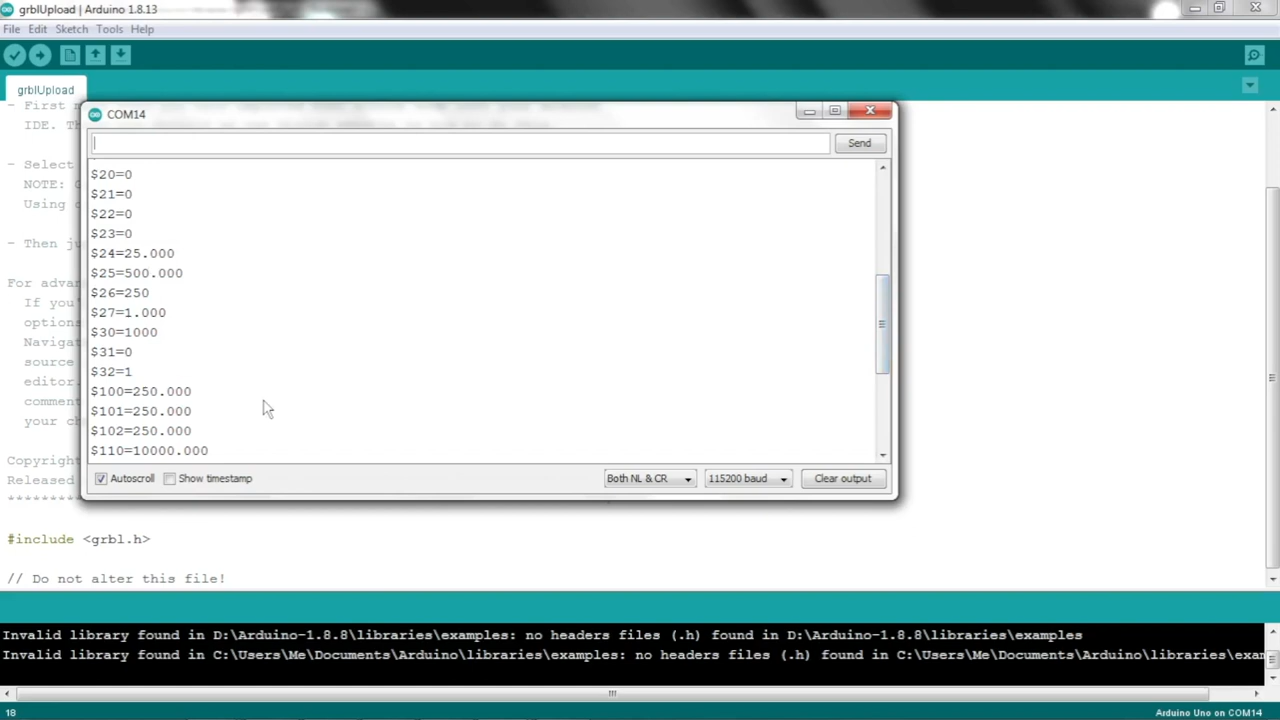 grblUpload | Arduino 1.8.13
File Edit Sketch Tools Help
grblUpload
- First
IDE.
- Select
NOTE:
Using
- Then
For
If you'
options
Navigat
source
editor.
comment
your
Copyrig
Released
COM14
Send
$20=0
$21=0
$22=0
$23=0
$24=25.000
$25=500.000
$26=250
$27=1.000
$30=1000
$31=0
$32=1
$100=250.000
$101=250.000
$102=250.000
$110=10000.000
Autoscroll Show timestamp Both NL & CR 115200 baud Clear output
#include <grbl.h>
// Do not alter this file!
Invalid library found in D:\Arduino-1.8.8\libraries\examples: no headers files (.h) found in D:\Arduino-1.8.8\libraries\examples
Invalid library found in C:\Users\Me\Documents\Arduino\libraries\examples: no headers files (.h) found in C:\Users\Me\Documents\Arduino\libraries\exam
18 Arduino Uno on COM14